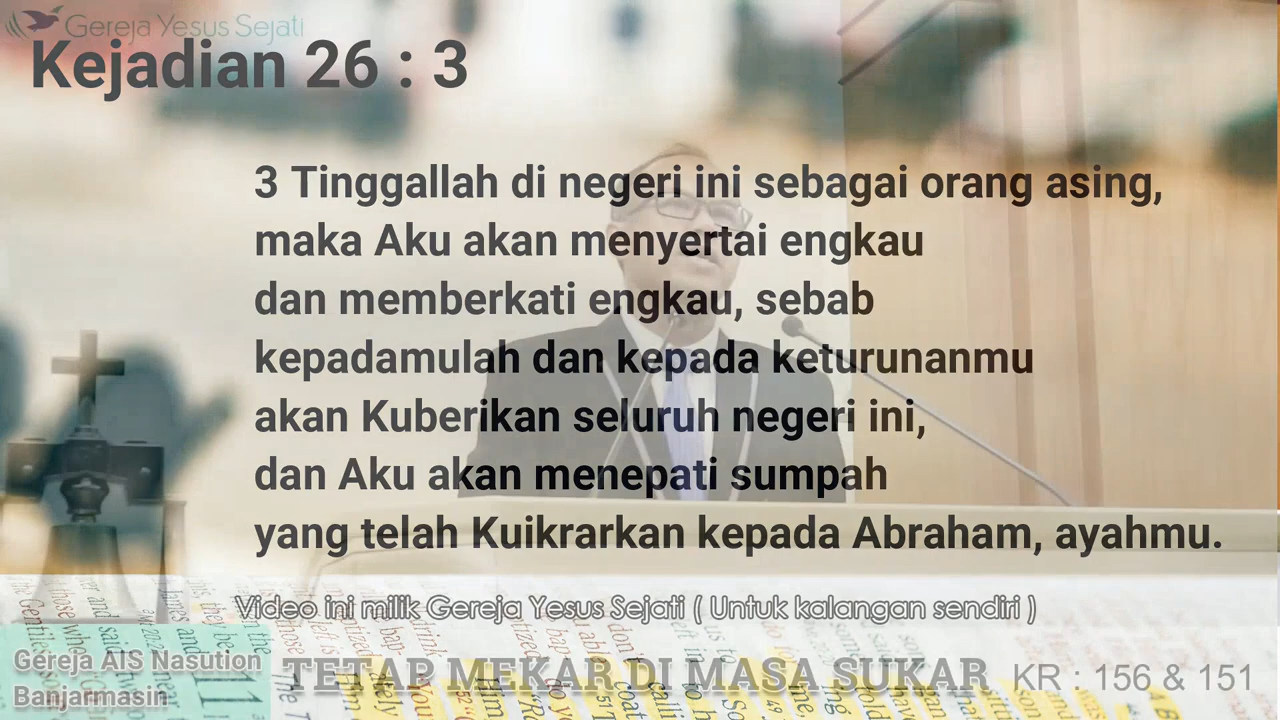 Gereja Yesus Sejati
Kejadian 26 : 3
3 Tinggallah di negeri ini sebagai orang asing,
maka Aku akan menyertai engkau
dan memberkati engkau, sebab
kepadamulah dan kepada keturunanmu
akan Kuberikan seluruh negeri ini,
dan Aku akan menepati sumpah
yang telah Kuikrarkan kepada Abraham, ayahmu.
Video ini milik Gereja Yesus Sejati ( Untuk kalangan sendiri )
Gereja AIS Nasution
Banjarmasin
TETAP MEKAR DI MASA SUKAR
KR : 156 & 151